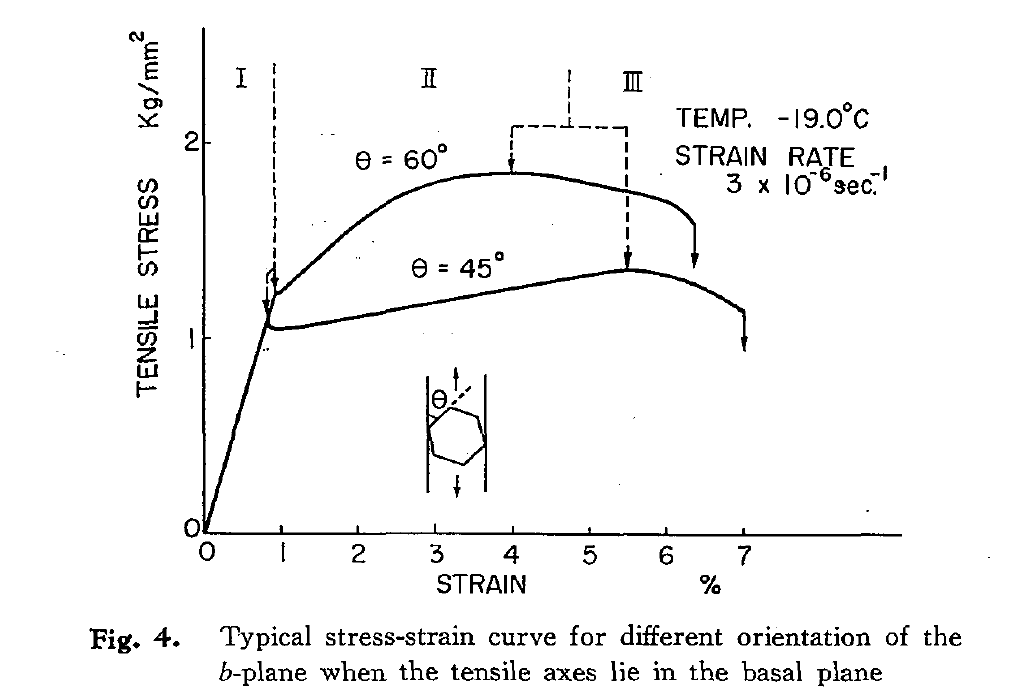 TENSILE STRESS Kg/mm²
I II III
TEMP. -19.0°C
STRAIN RATE
3 x 10⁻⁶sec.⁻¹
θ = 60°
θ = 45°
θ
2
1
0
0 1 2 3 4 5 6 7
STRAIN %
Fig. 4. Typical stress-strain curve for different orientation of the
b-plane when the tensile axes lie in the basal plane